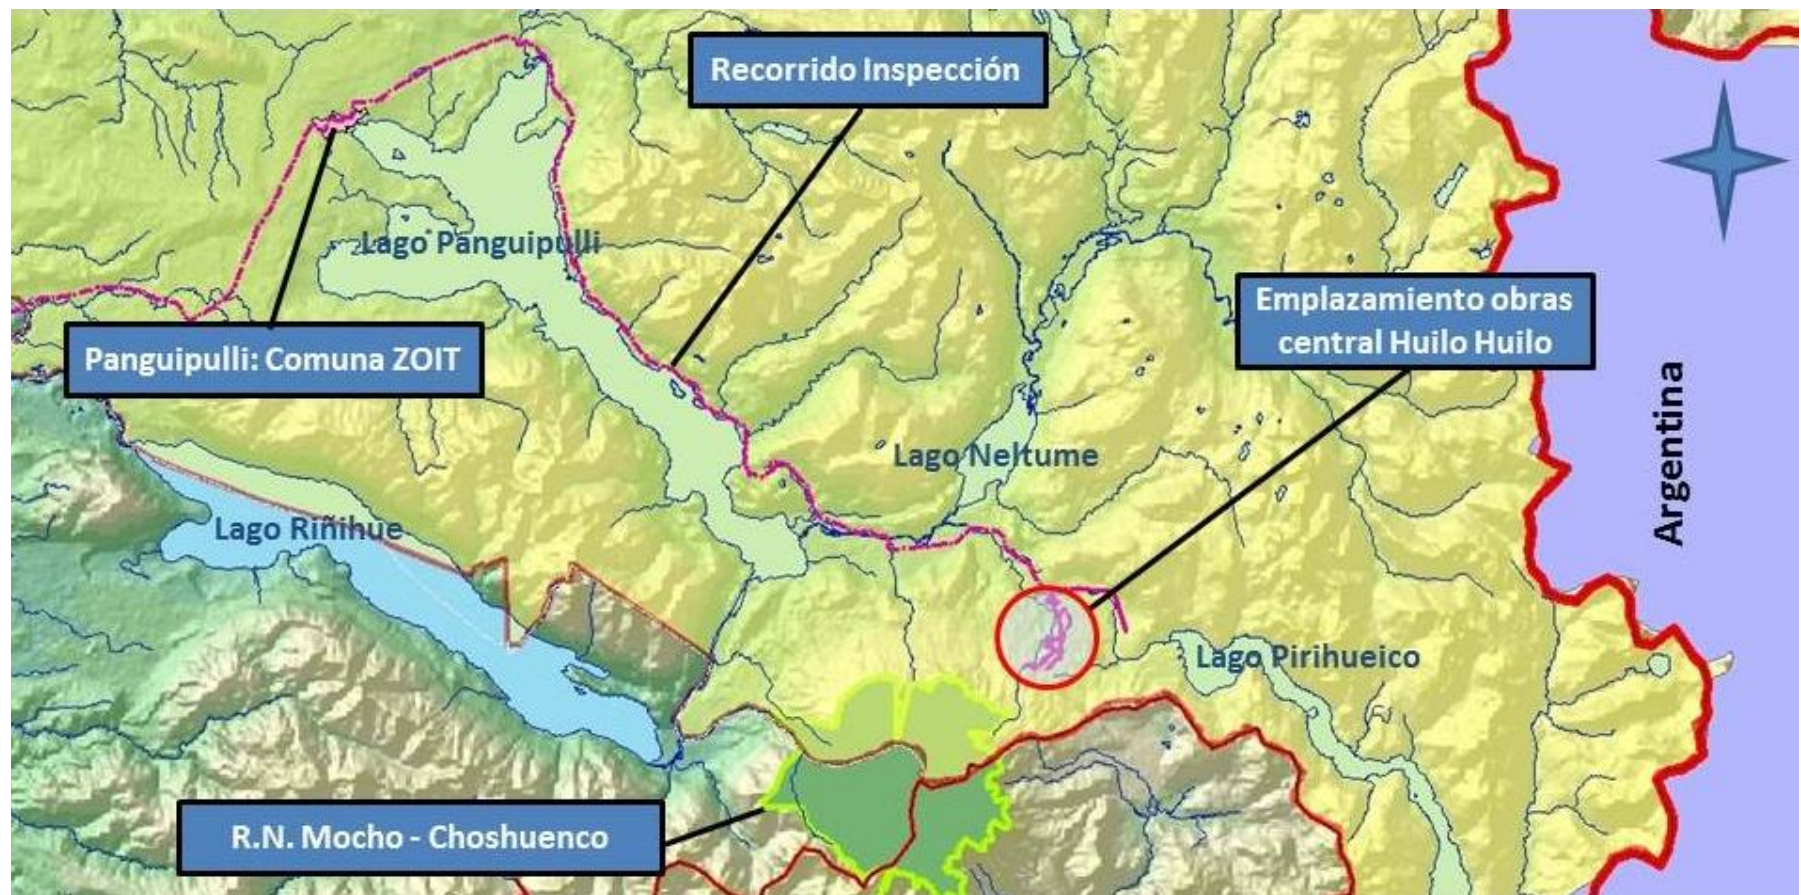 Recorrido Inspección
Lago Panguipulli
Emplazamiento obras
central Huilo Huilo
Panguipulli: Comuna ZOIT
Argentina
Lago Neltume
Lago Riñihue
Lago Pirihueico
R.N. Mocho - Choshuenco